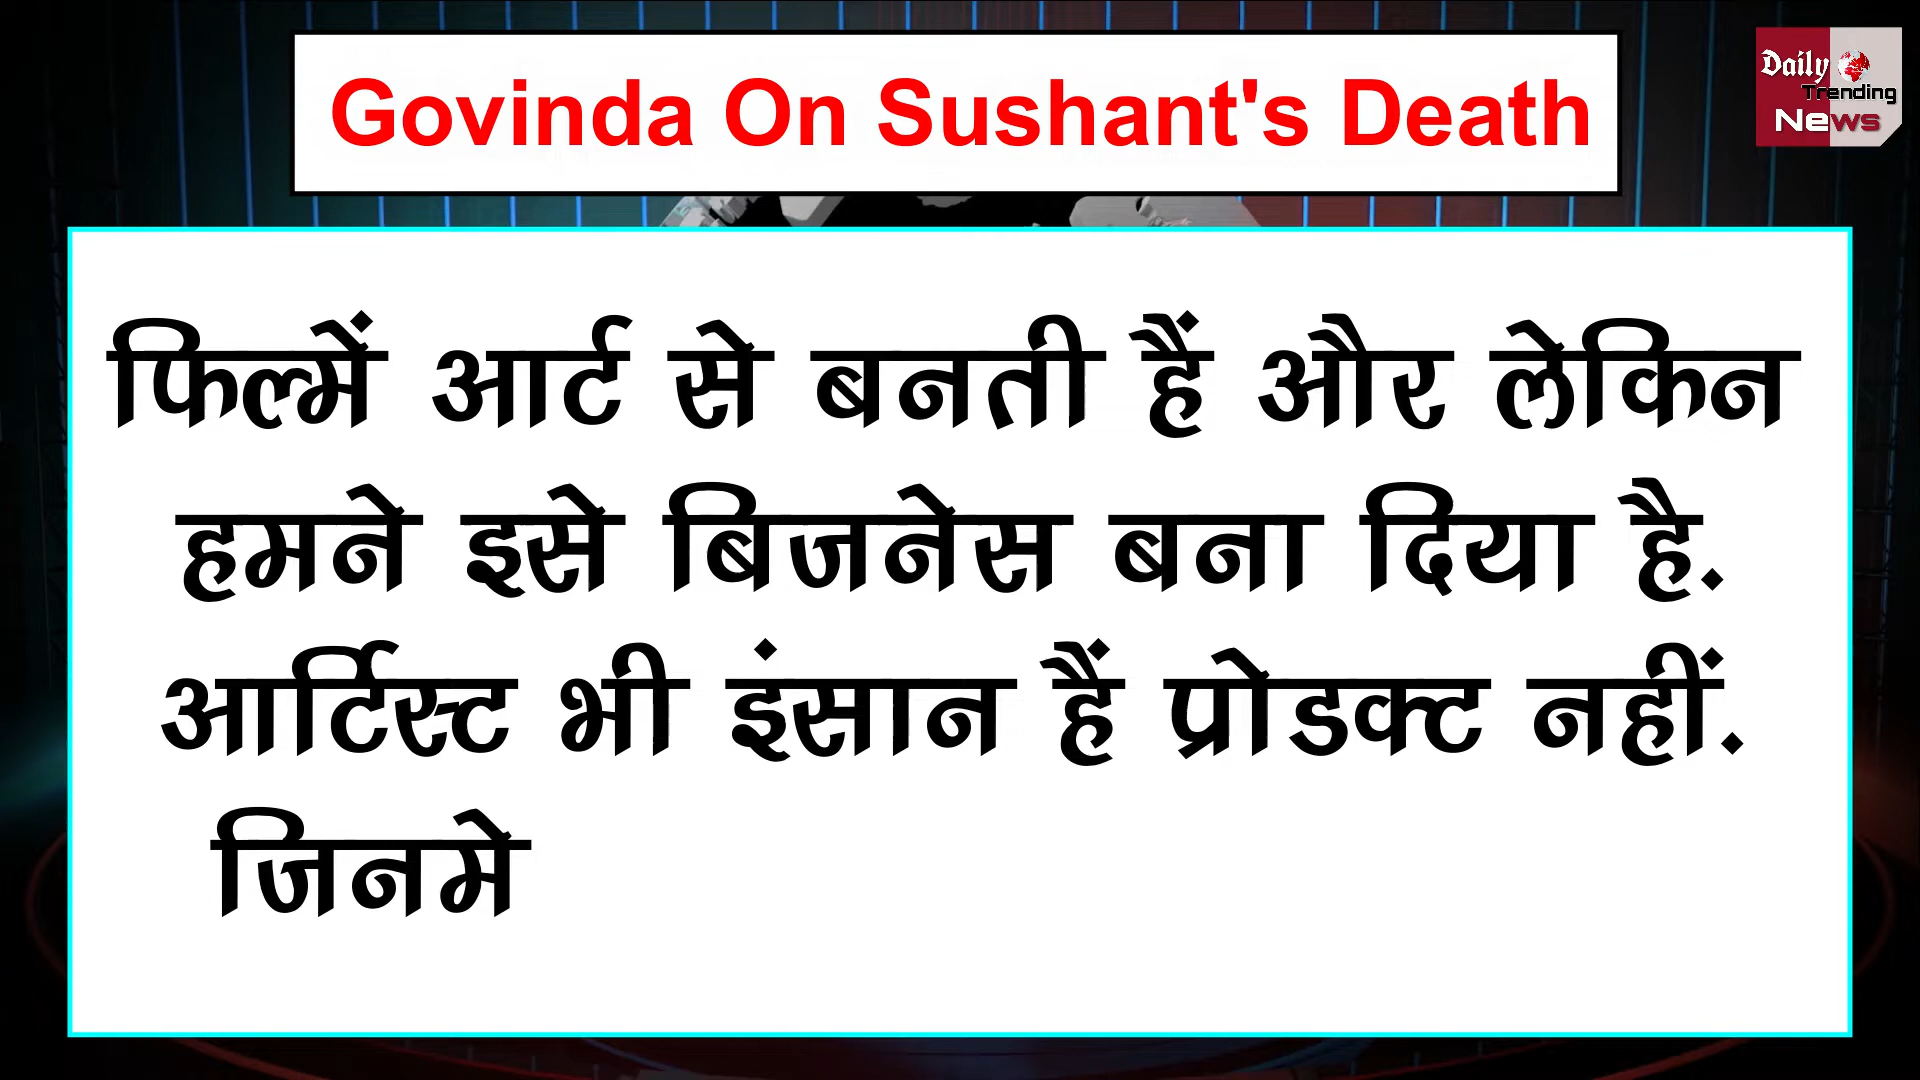 Govinda On Sushant's Death
Daily
Trending
News
फिल्में आर्ट से बनती हैं और लेकिन
हमने इसे बिजनेस बना दिया है.
आर्टिस्ट भी इंसान हैं प्रोडक्ट नहीं.
जिनमे